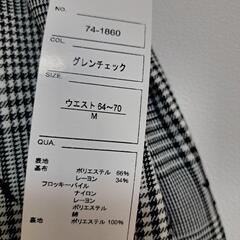 NO.
74-1860
COL.
グレンチェック
SIZE.
ウエスト64～70
M
QUA.
表地
基布 ポリエステル 66%
レーヨン 34%
フロッキーパイル
ナイロン
レーヨン
ポリエステル
綿
裏地 ポリエステル 100%